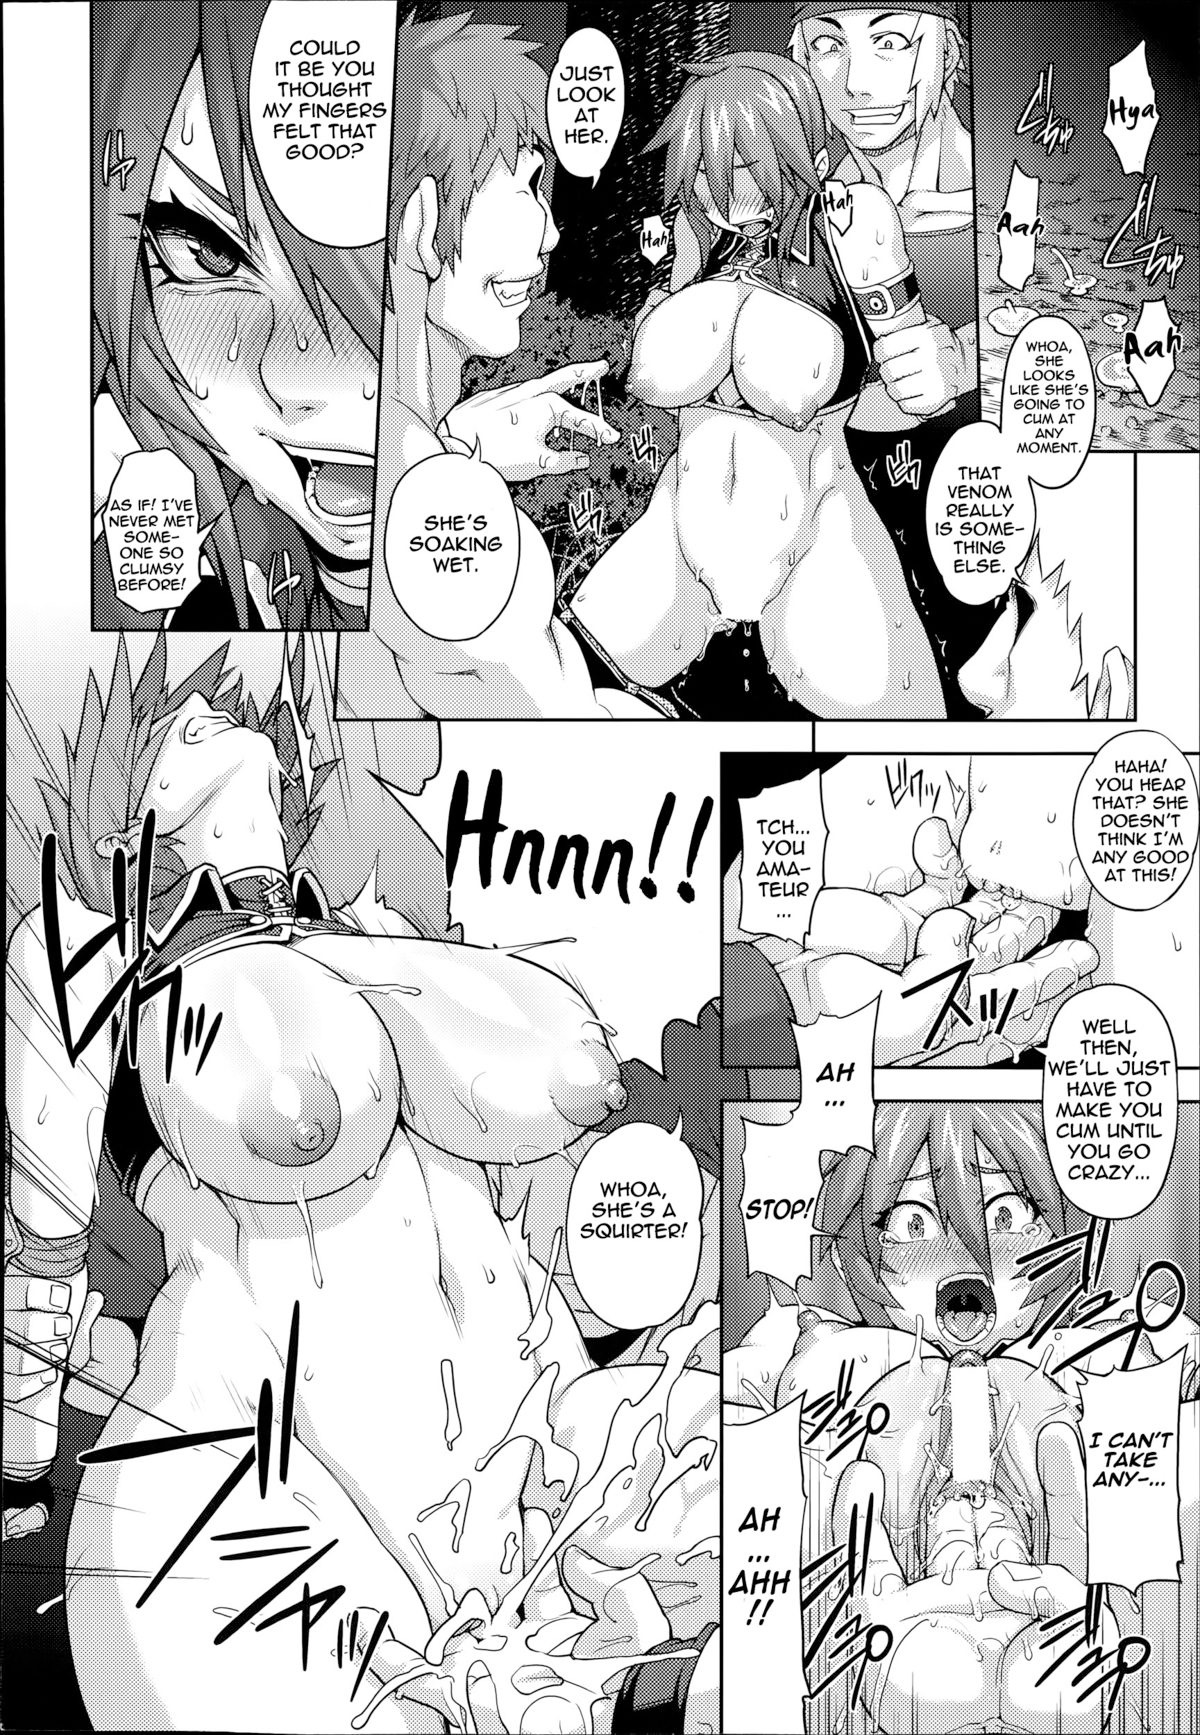 Hya
Aah
Aah
WHOA,
SHE
LOOKS
LIKE SHE'S
GOING TO
CUM AT
ANY
MOMENT.
THAT
VENOM
REALLY
IS SOME-
THING
ELSE.
JUST
LOOK
AT
HER.
Hah
Hah
SHE'S
SOAKING
WET.
COULD
IT BE YOU
THOUGHT
MY FINGERS
FELT THAT
GOOD?
AS IF! I'VE
NEVER MET
SOME-
ONE SO
CLUMSY
BEFORE!
HAHA!
YOU HEAR
THAT? SHE
DOESN'T
THINK I'M
ANY GOOD
AT THIS!
TCH...
YOU
AMA-
TEUR
...
WELL
THEN,
WE'LL JUST
HAVE TO
MAKE YOU
CUM UNTIL
YOU GO
CRAZY...
AH
...
STOP!
I CAN'T
TAKE
ANY-...
AH
...
AHH
!!
Hnnn!!
WHOA,
SHE'S A
SQUIRTER!